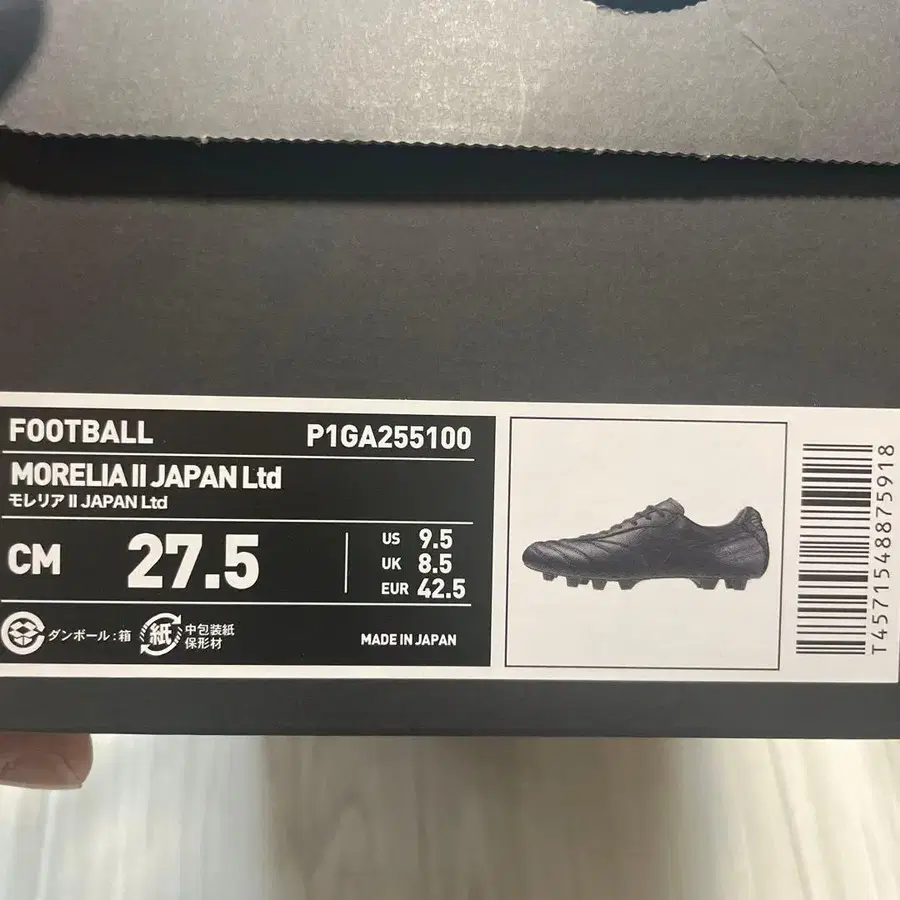 FOOTBALL P1GA255100
MORELIA II JAPAN Ltd
モレリア II JAPAN Ltd
CM 27.5
US 9.5
UK 8.5
EUR 42.5
ダンボール：箱
紙
中包装紙
保形材
MADE IN JAPAN
T4571548875918